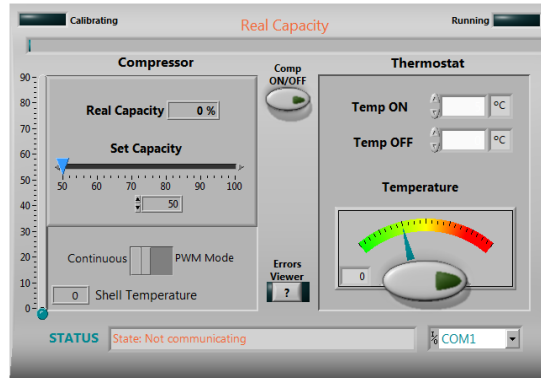 Calibrating
Real Capacity
Running
Compressor
Comp
ON/OFF
Thermostat
90
80
70
60
50
40
30
20
10
0
Real Capacity 0 %
Set Capacity
50 60 70 80 90 100
50
Temp ON °C
Temp OFF °C
Temperature
0
Continuous PWM Mode
0 Shell Temperature
Errors
Viewer
?
STATUS State: Not communicating
I/O COM1